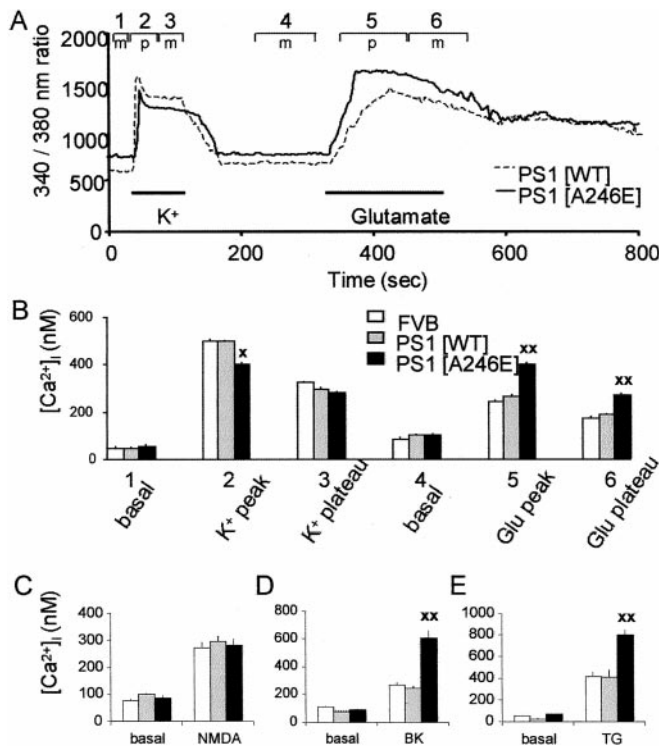 A
1 2 3 4 5 6
m p m m p m
340 / 380 nm ratio
2000
1500
1000
500
0
PS1 [WT]
PS1 [A246E]
K⁺
Glutamate
0 200 400 600 800
Time (sec)
B
[Ca²⁺]ᵢ (nM)
600
400
200
0
FVB
PS1 [WT]
PS1 [A246E]
x
xx
xx
1 2 3 4 5 6
basal
K⁺ peak
K⁺ plateau
basal
Glu peak
Glu plateau
C
[Ca²⁺]ᵢ (nM)
400
300
200
100
0
basal NMDA
D
800
600
400
200
0
xx
basal BK
E
1000
800
600
400
200
0
xx
basal TG